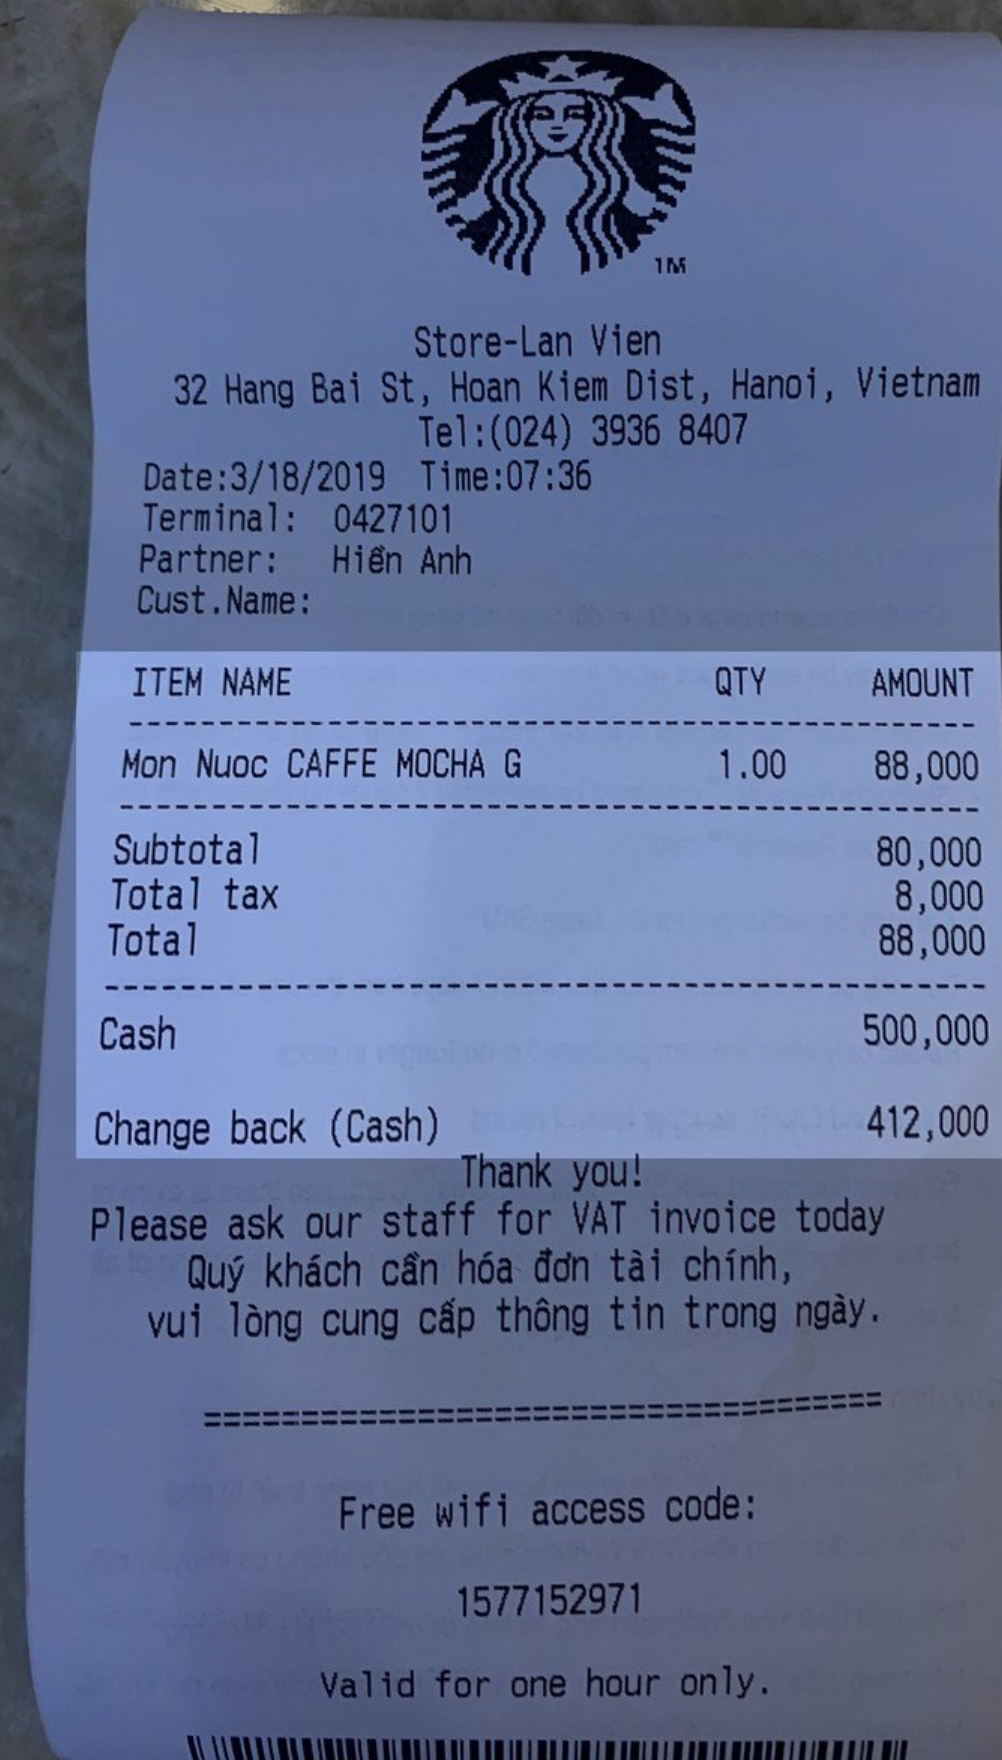 TM
Store-Lan Vien
32 Hang Bai St, Hoan Kiem Dist, Hanoi, Vietnam
Tel:(024) 3936 8407
Date:3/18/2019 Time:07:36
Terminal: 0427101
Partner: Hiền Anh
Cust.Name:
ITEM NAME QTY AMOUNT
--------------------------------------------
Mon Nuoc CAFFE MOCHA G 1.00 88,000
--------------------------------------------
Subtotal 80,000
Total tax 8,000
Total 88,000
--------------------------------------------
Cash 500,000
Change back (Cash) 412,000
Thank you!
Please ask our staff for VAT invoice today
Quý khách cần hóa đơn tài chính,
vui lòng cung cấp thông tin trong ngày.
===================================
Free wifi access code:
1577152971
Valid for one hour only.